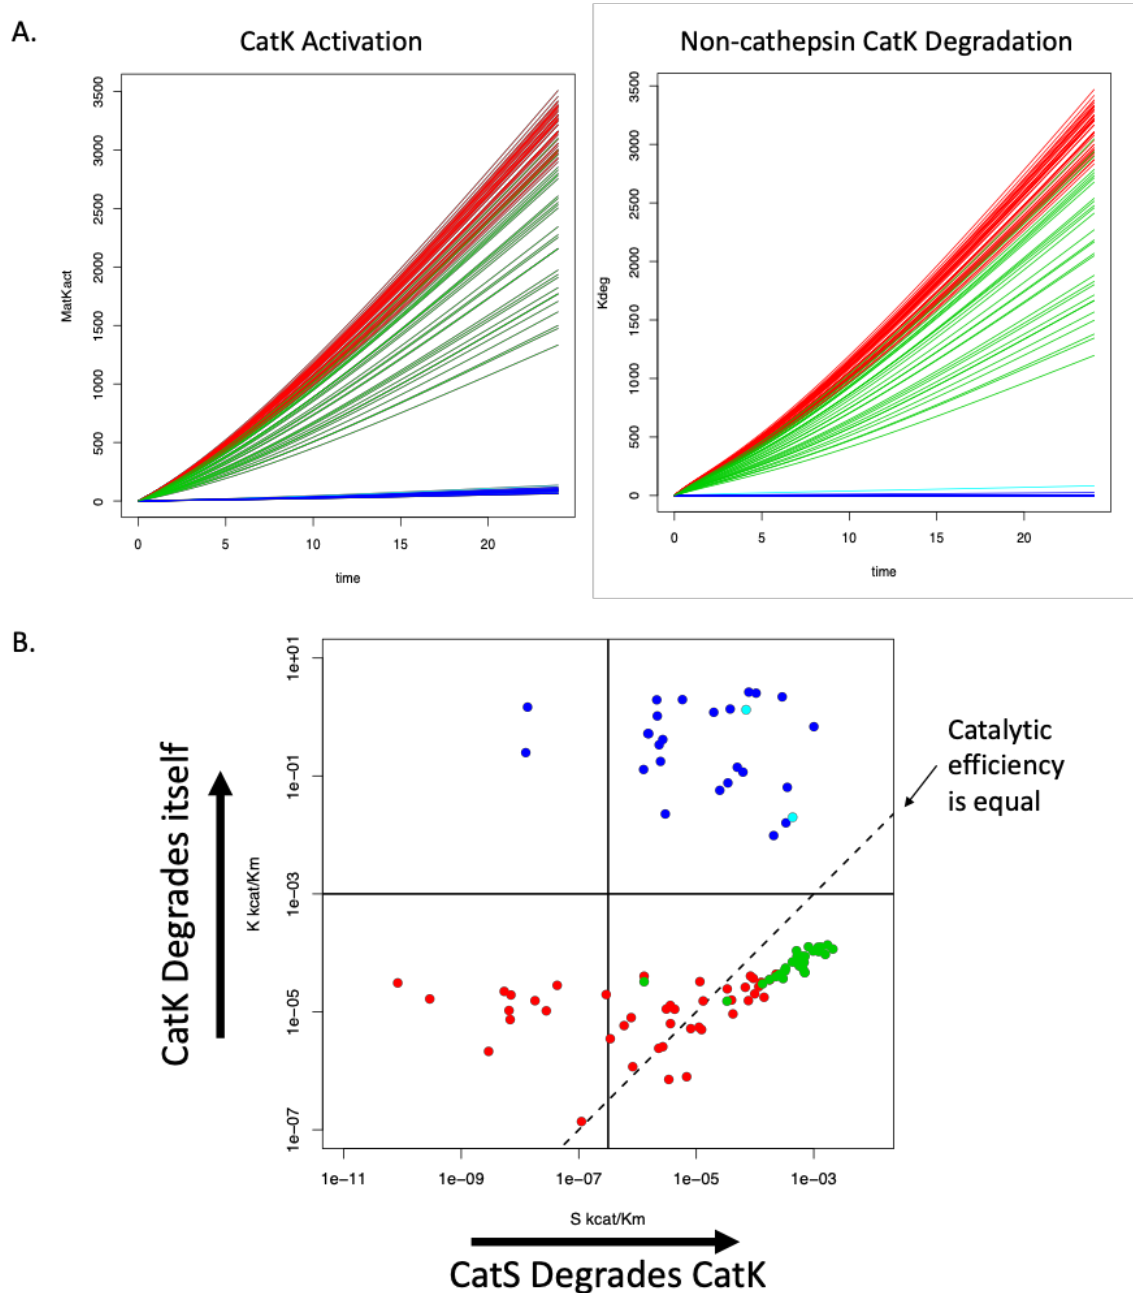 A.
CatK Activation
Non-cathepsin CatK Degradation
MatKact
3500
3000
2500
2000
1500
1000
500
0
0 5 10 15 20
time
Kdeg
3500
3000
2500
2000
1500
1000
500
0
0 5 10 15 20
time
B.
CatK Degrades itself
K kcat/Km
1e+01
1e-01
1e-03
1e-05
1e-07
Catalytic
efficiency
is equal
1e-11 1e-09 1e-07 1e-05 1e-03
S kcat/Km
CatS Degrades CatK